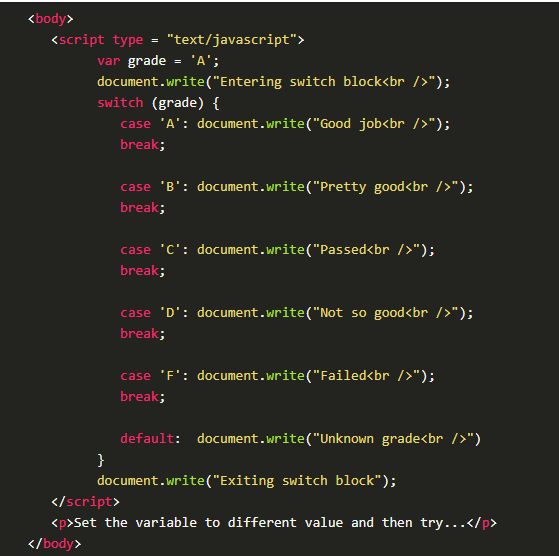 <body>
<script type = "text/javascript">
var grade = 'A';
document.write("Entering switch block<br />");
switch (grade) {
case 'A': document.write("Good job<br />");
break;
case 'B': document.write("Pretty good<br />");
break;
case 'C': document.write("Passed<br />");
break;
case 'D': document.write("Not so good<br />");
break;
case 'F': document.write("Failed<br />");
break;
default:  document.write("Unknown grade<br />")
}
document.write("Exiting switch block");
</script>
<p>Set the variable to different value and then try...</p>
</body>